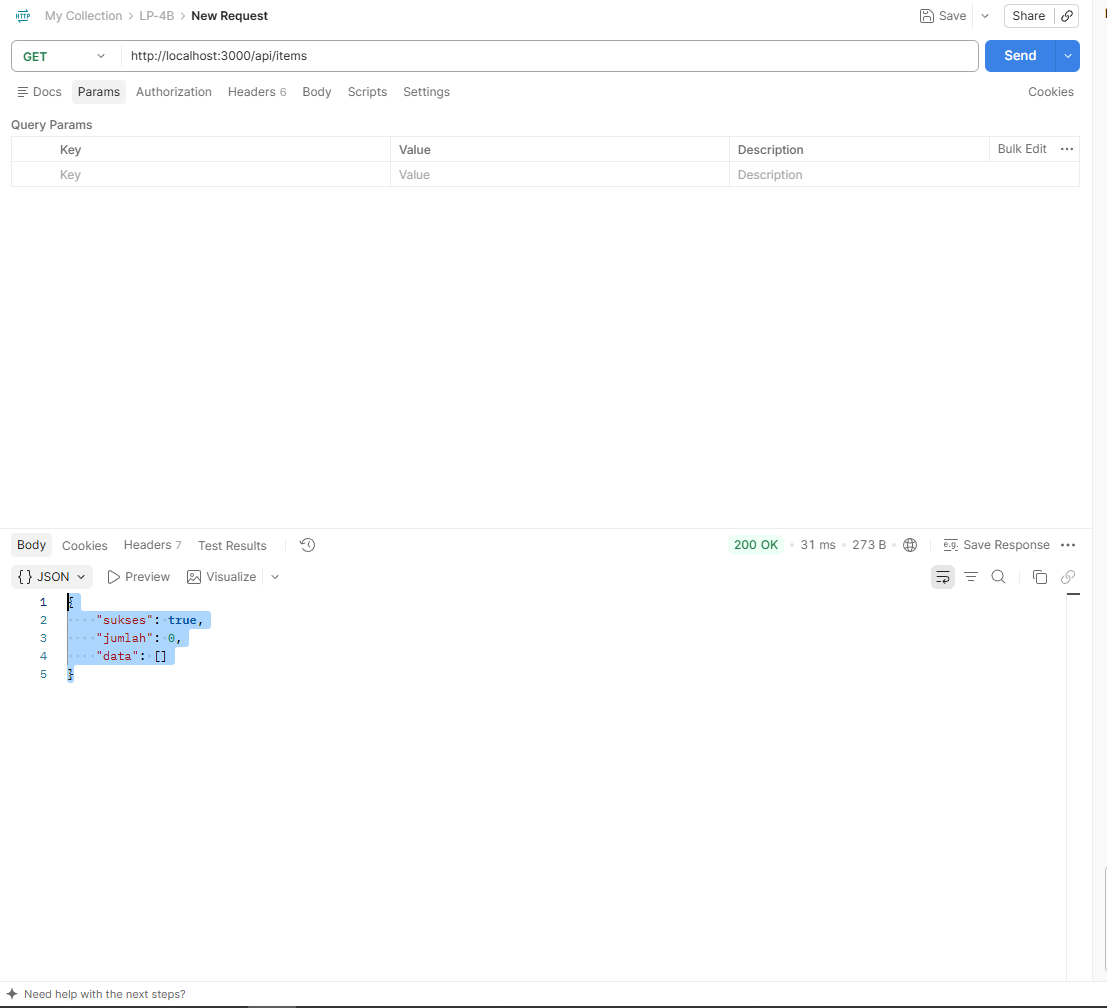 HTTP My Collection > LP-4B > New Request Save Share
GET http://localhost:3000/api/items Send
Docs Params Authorization Headers 6 Body Scripts Settings Cookies
Query Params
Key Value Description Bulk Edit ...
Key Value Description
Body Cookies Headers 7 Test Results 200 OK • 31 ms • 273 B • e.g. Save Response ...
{} JSON Preview Visualize
1 {
2 "sukses": true,
3 "jumlah": 0,
4 "data": []
5 }
Need help with the next steps?